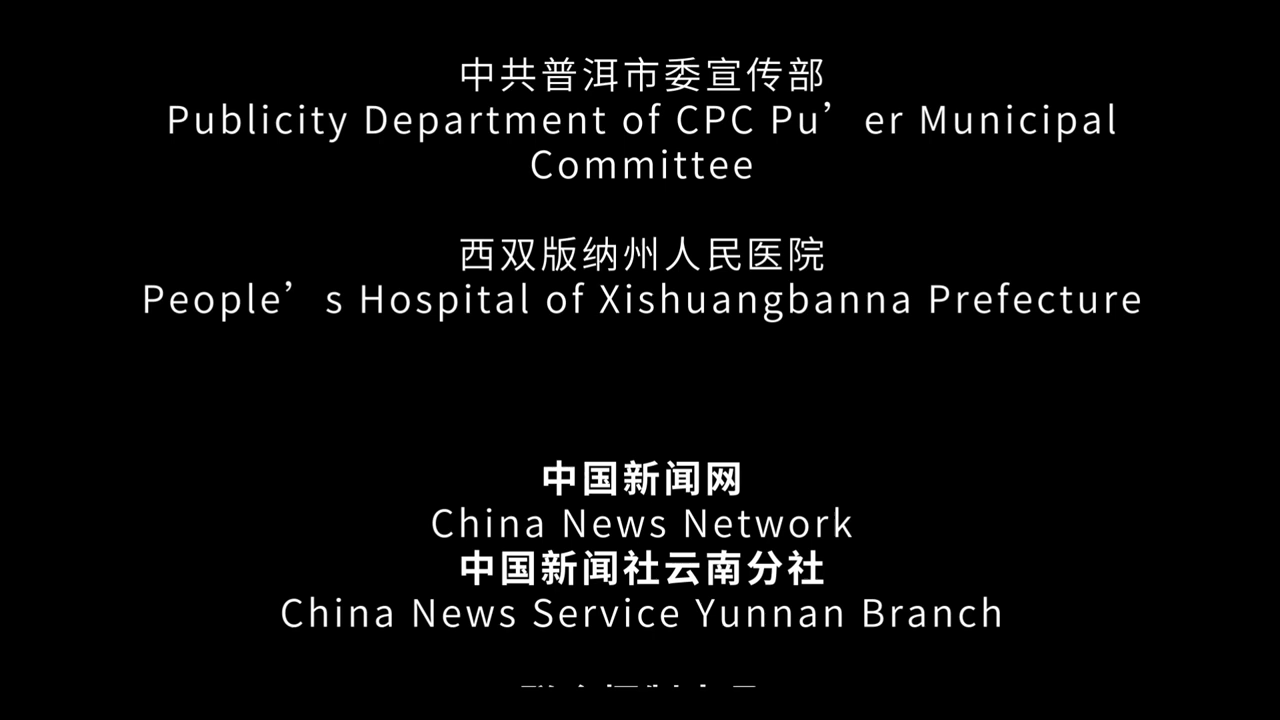 中共普洱市委宣传部
Publicity Department of CPC Pu’er Municipal
Committee
西双版纳州人民医院
People’s Hospital of Xishuangbanna Prefecture
中国新闻网
China News Network
中国新闻社云南分社
China News Service Yunnan Branch